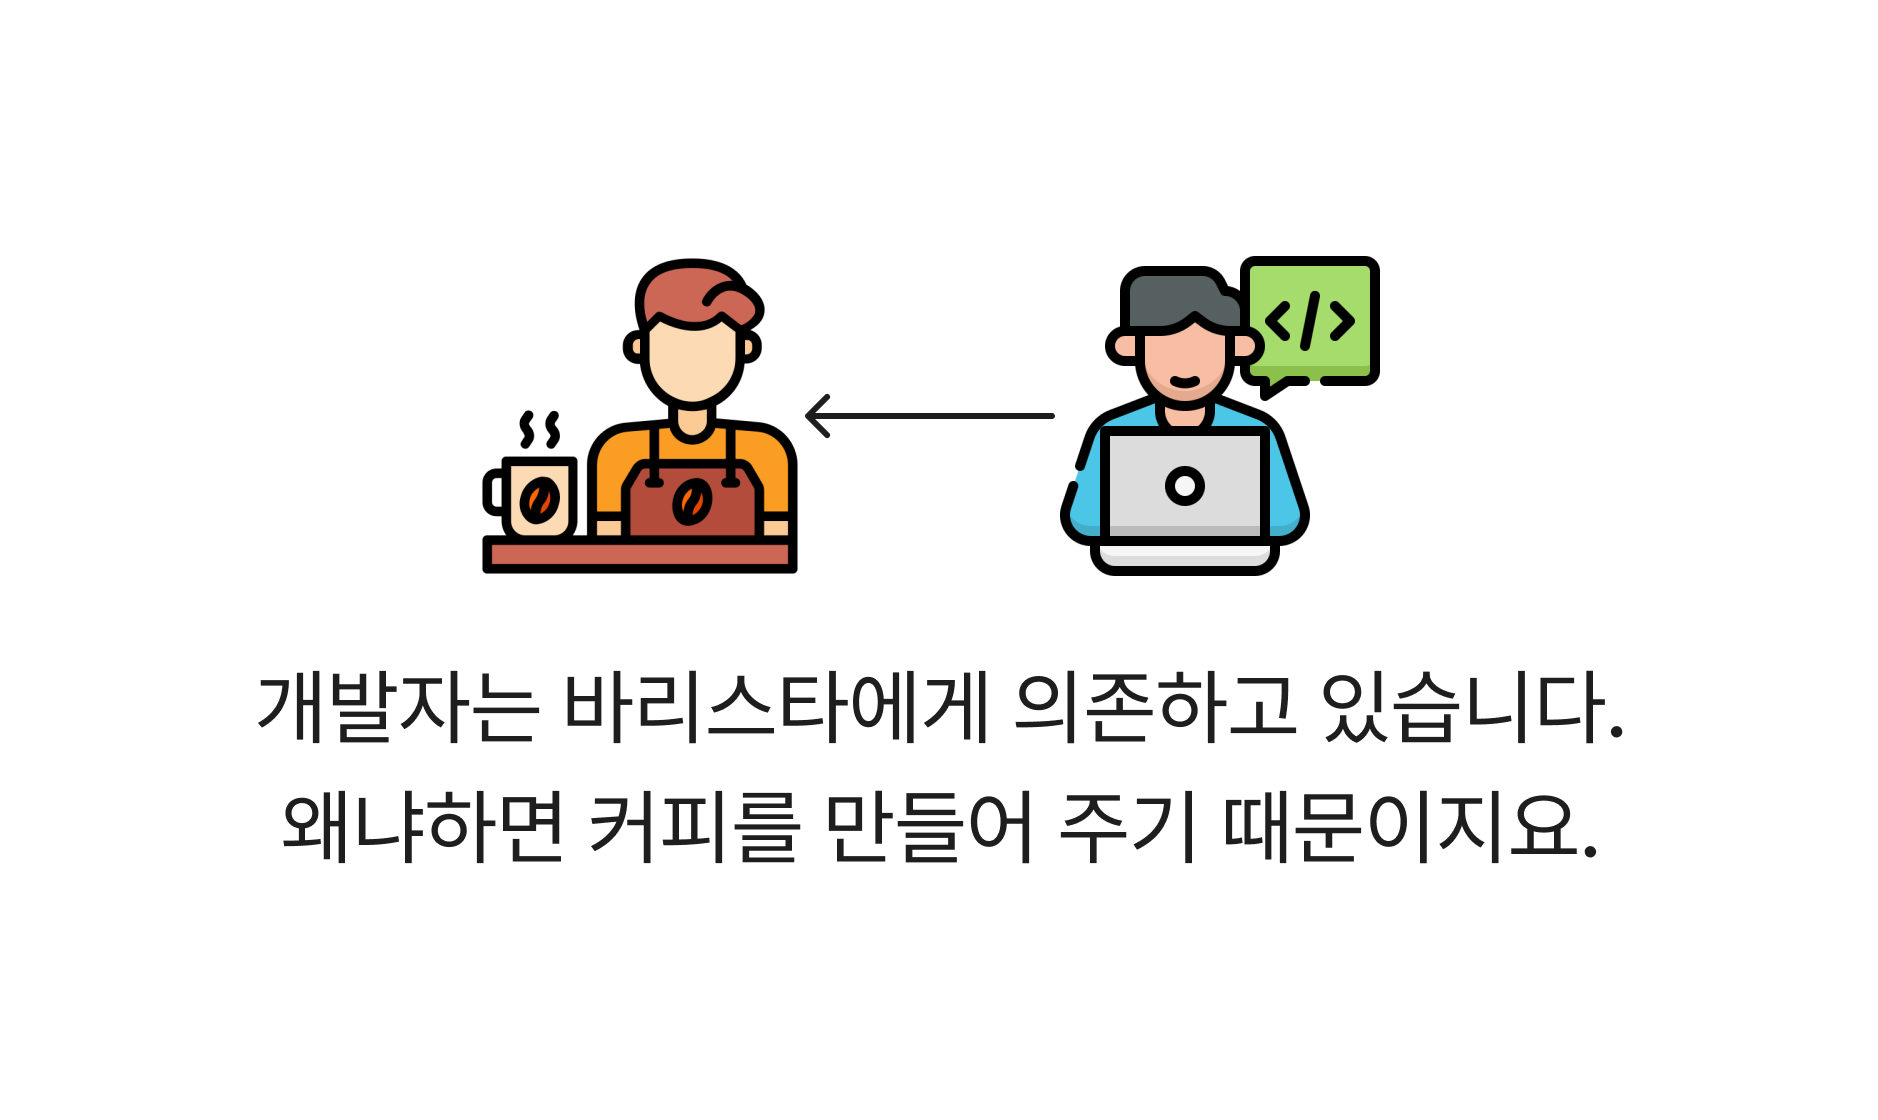 </>
개발자는 바리스타에게 의존하고 있습니다.
왜냐하면 커피를 만들어 주기 때문이지요.